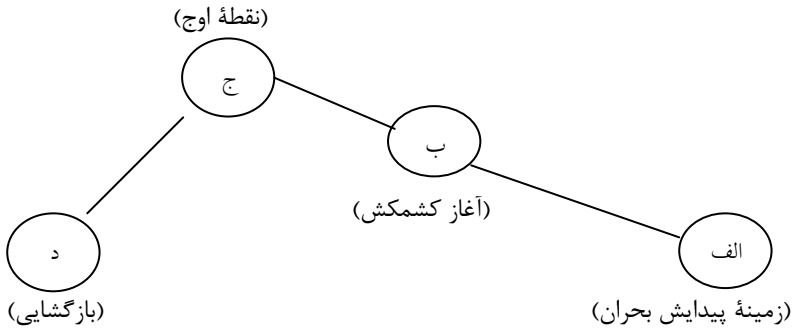 (نقطهٔ اوج)
ج
ب
(آغاز کشمکش)
الف
د
(زمینهٔ پیدایش بحران)
(بازگشایی)